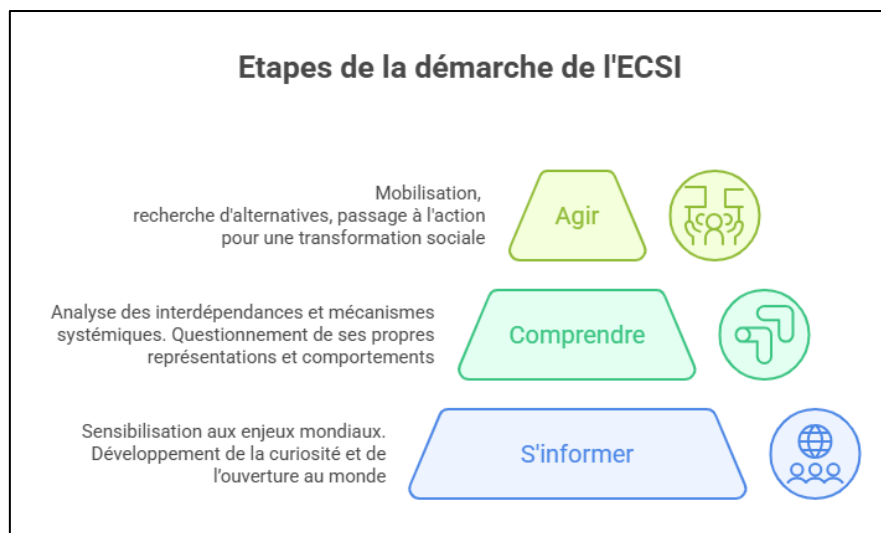 Etapes de la démarche de l'ECSI
Mobilisation,
recherche d'alternatives, passage à l'action
pour une transformation sociale
Agir
Analyse des interdépendances et mécanismes
systémiques. Questionnement de ses propres
représentations et comportements
Comprendre
Sensibilisation aux enjeux mondiaux.
Développement de la curiosité et de
l’ouverture au monde
S'informer